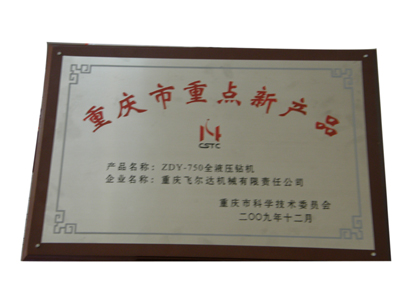 重庆市重点新产品
CSTC
产品名称：ZDY-750全液压钻机
企业名称：重庆飞尔达机械有限责任公司
重庆市科学技术委员会
二〇〇九年十二月